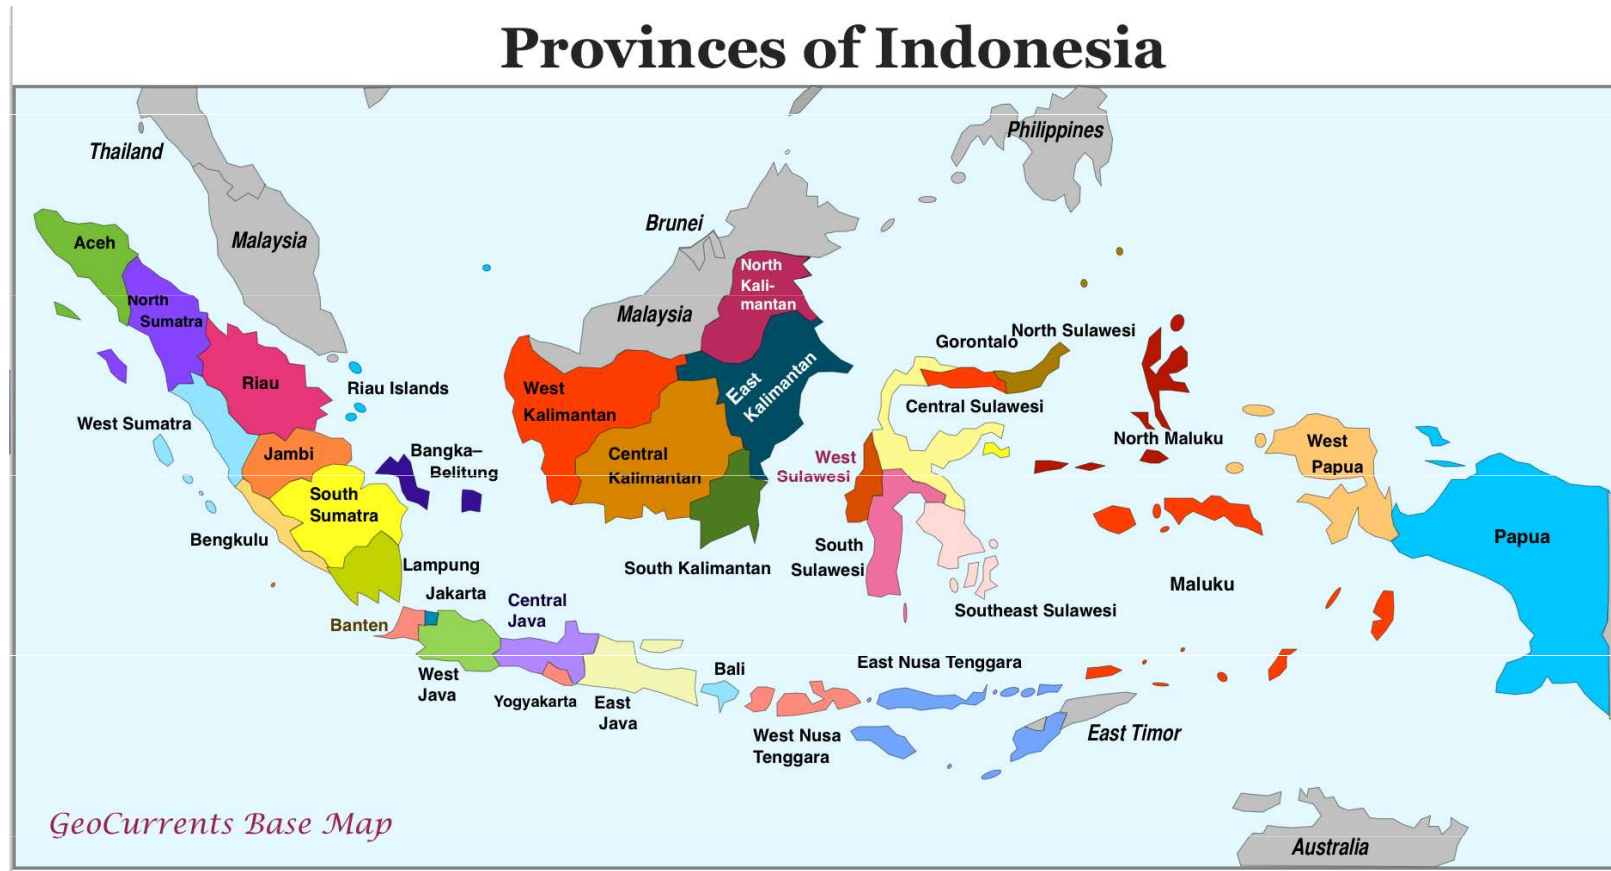 Provinces of Indonesia
Thailand
Philippines
Malaysia
Brunei
Aceh
North
Sumatra
Malaysia
North
Kali-
mantan
Riau
Riau Islands
West Sumatra
Jambi
Bangka–
Belitung
South
Sumatra
Bengkulu
Lampung
West
Kalimantan
Central
Kalimantan
East
Kalimantan
South Kalimantan
Gorontalo
North Sulawesi
Central Sulawesi
West
Sulawesi
South
Sulawesi
Southeast Sulawesi
North Maluku
Maluku
West
Papua
Papua
Jakarta
Banten
Central
Java
West
Java
Yogyakarta
East
Java
Bali
West Nusa
Tenggara
East Nusa Tenggara
East Timor
Australia
GeoCurrents Base Map